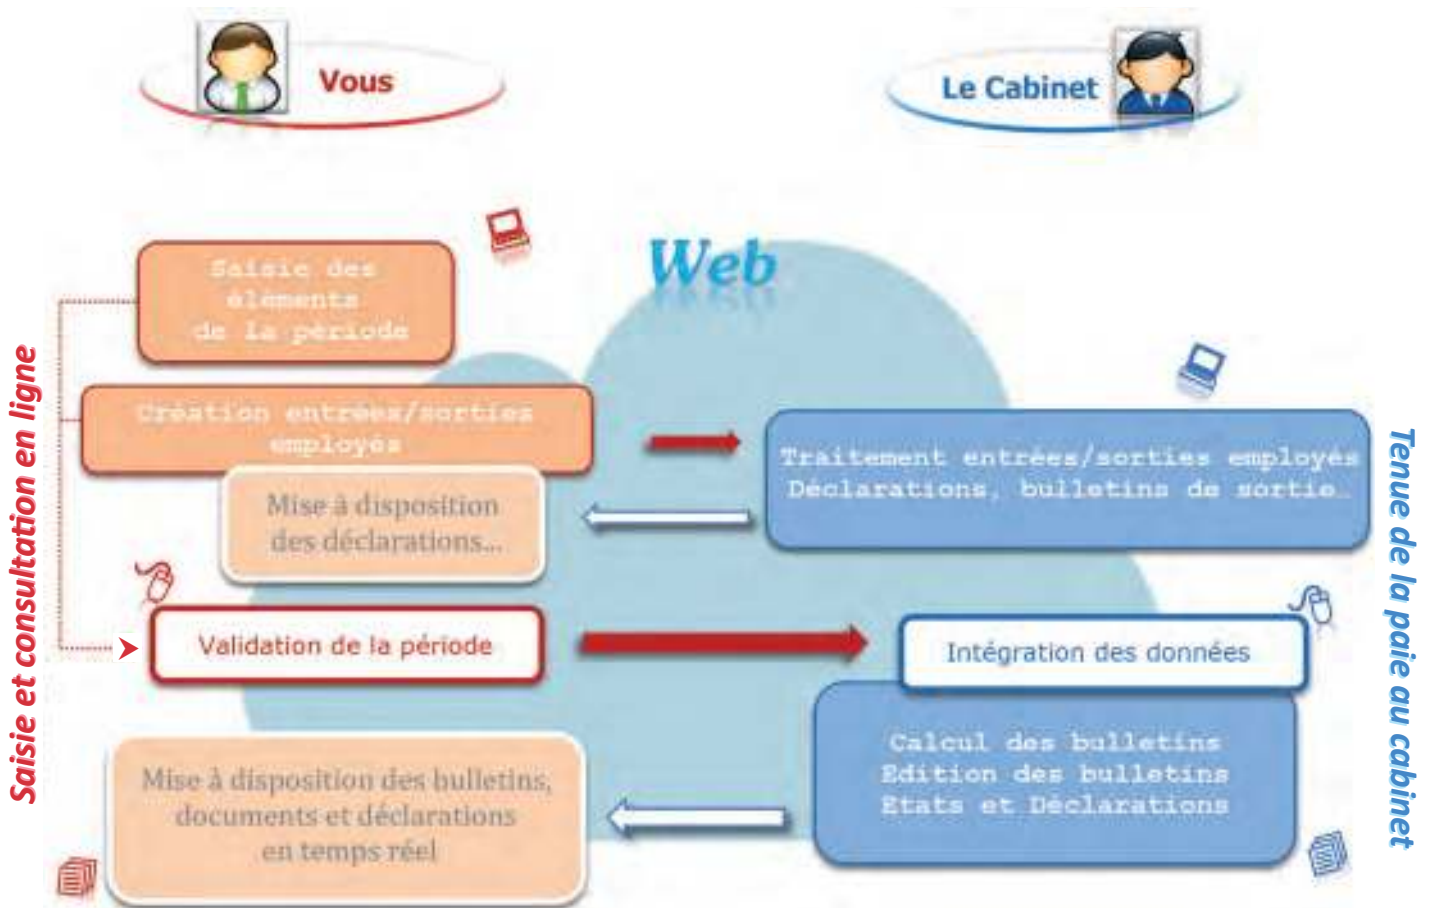 Vous
Le Cabinet
Web
Saisie des
éléments
de la période
Création entrées/sorties
employés
Traitement entrées/sorties employés
Déclarations, bulletins de sortie…
Mise à disposition
des déclarations…
Validation de la période
Intégration des données
Calcul des bulletins
Edition des bulletins
Etats et Déclarations
Mise à disposition des bulletins,
documents et déclarations
en temps réel
Saisie et consultation en ligne
Tenue de la paie au cabinet